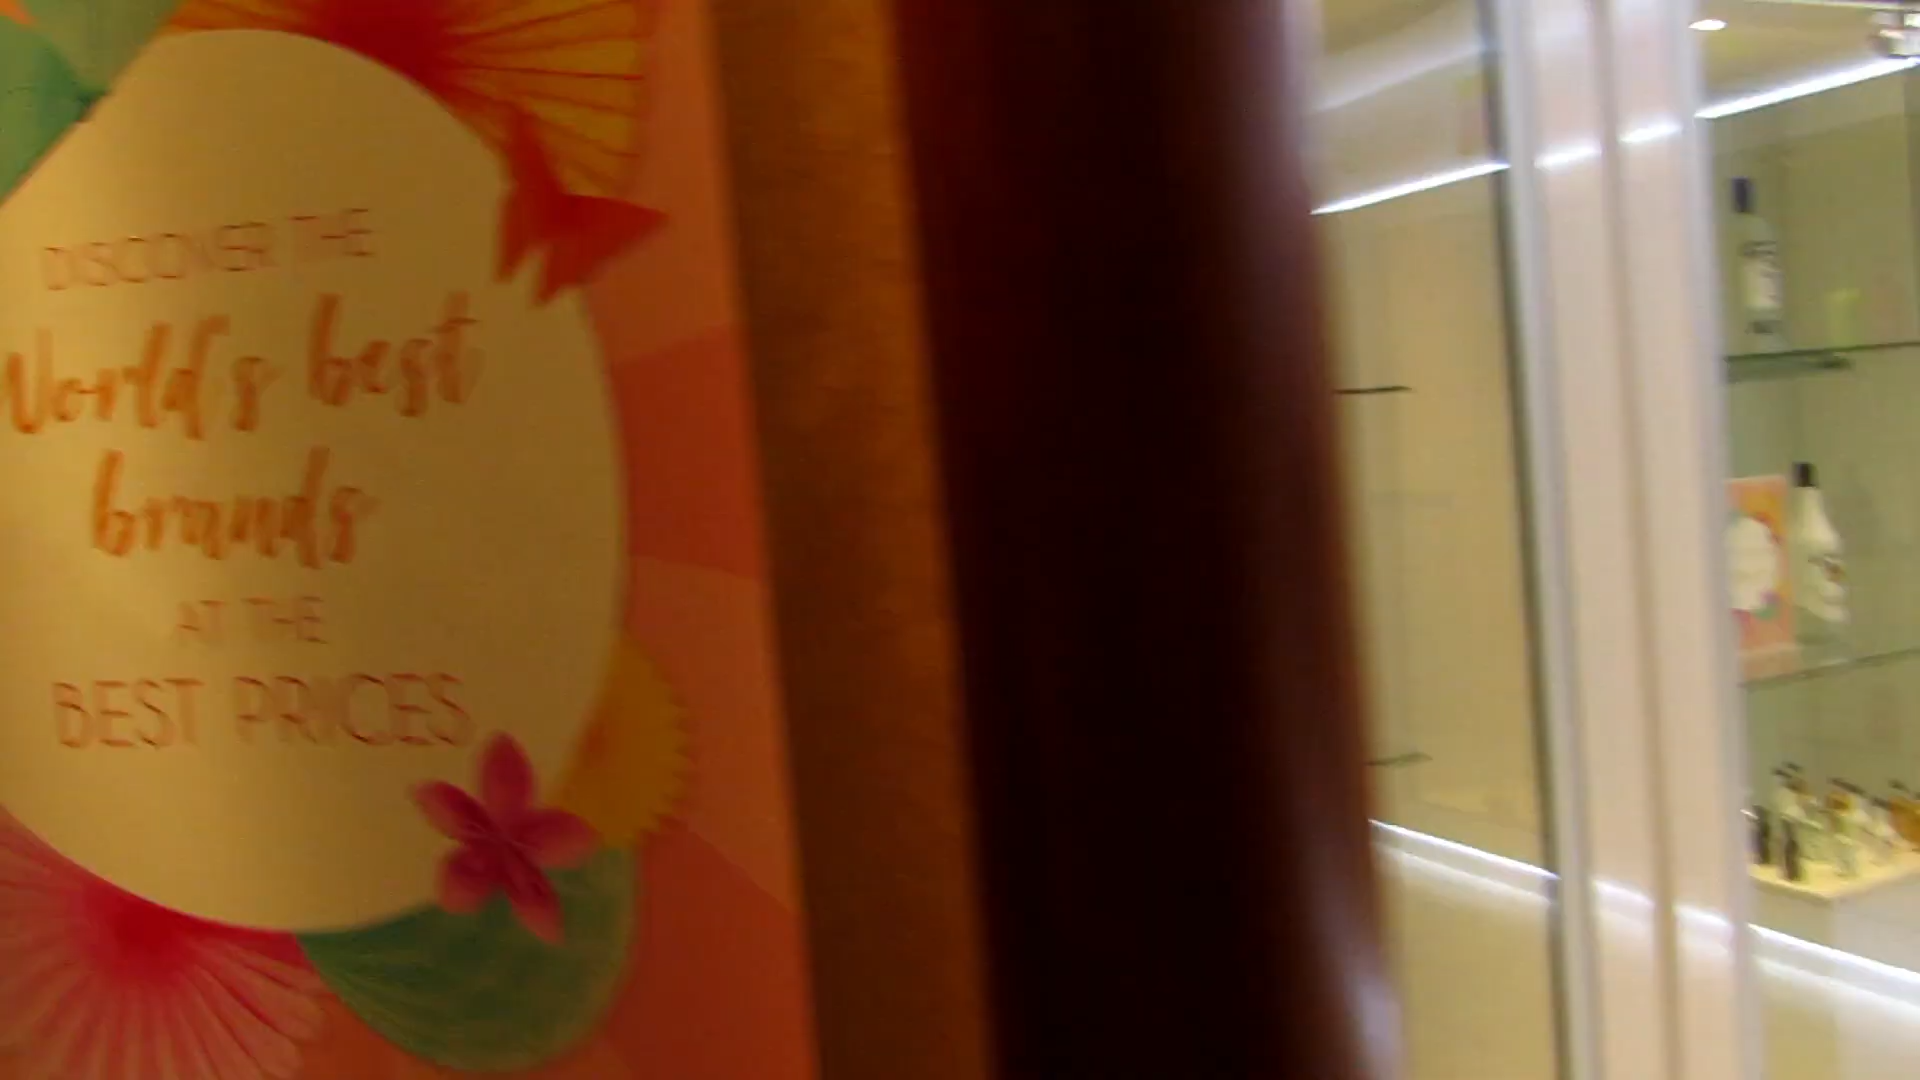 DISCOVER THE
World's best
brands
AT THE
BEST PRICES